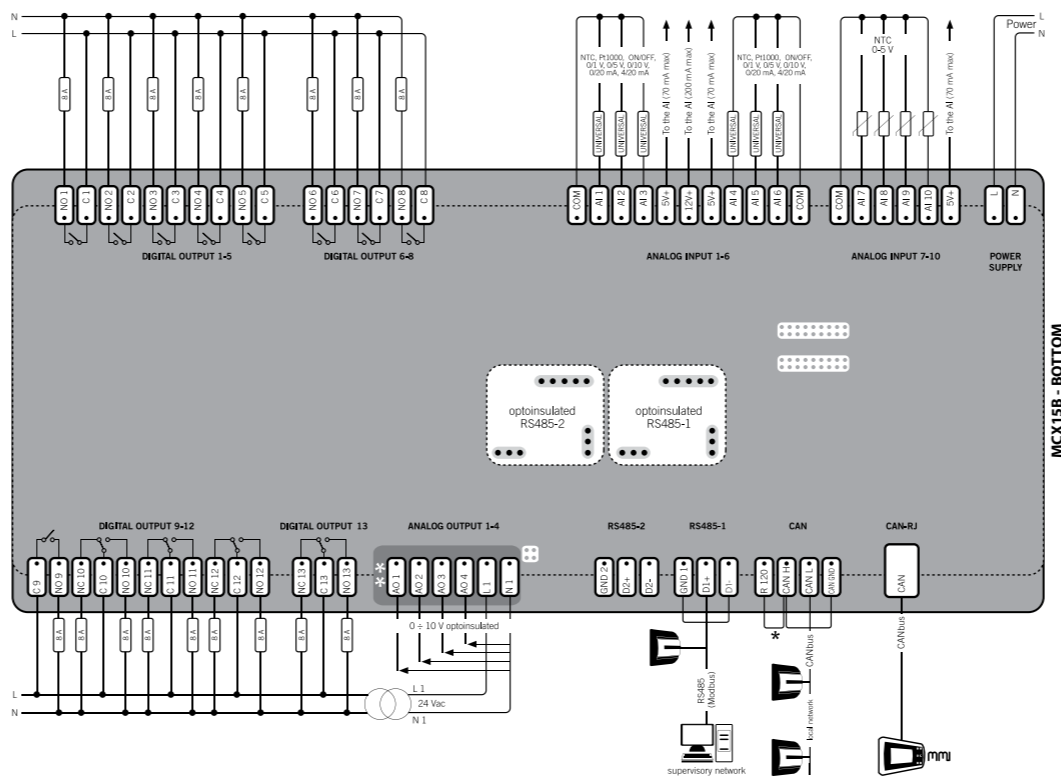 N
L
8 A
8 A
8 A
8 A
8 A
8 A
8 A
8 A
NTC, Pt1000, ON/OFF,
0/1 V, 0/5 V, 0/10 V,
0/20 mA, 4/20 mA
UNIVERSAL
UNIVERSAL
UNIVERSAL
To the AI (70 mA max)
To the AI (200 mA max)
To the AI (70 mA max)
NTC, Pt1000, ON/OFF,
0/1 V, 0/5 V, 0/10 V,
0/20 mA, 4/20 mA
UNIVERSAL
UNIVERSAL
UNIVERSAL
NTC
0-5 V
To the AI (70 mA max)
Power
L
N
NO 1
C 1
NO 2
C 2
NO 3
C 3
NO 4
C 4
NO 5
C 5
NO 6
C 6
NO 7
C 7
NO 8
C 8
COM
AI 1
AI 2
AI 3
5V+
12V+
5V+
AI 4
AI 5
AI 6
COM
COM
AI 7
AI 8
AI 9
AI 10
5V+
L
N
DIGITAL OUTPUT 1-5
DIGITAL OUTPUT 6-8
ANALOG INPUT 1-6
ANALOG INPUT 7-10
POWER
SUPPLY
MCX15B - BOTTOM
optoinsulated
RS485-2
optoinsulated
RS485-1
DIGITAL OUTPUT 9-12
DIGITAL OUTPUT 13
ANALOG OUTPUT 1-4
RS485-2
RS485-1
CAN
CAN-RJ
C 9
NO 9
NC 10
C 10
NO 10
NC 11
C 11
NO 11
NC 12
C 12
NO 12
NC 13
C 13
NO 13
**
AO 1
AO 2
AO 3
AO 4
L 1
N 1
GND 2
D2+
D2-
GND 1
D1+
D1-
R 120
CAN H
CAN L
CAN GND
CAN
8 A
8 A
8 A
8 A
8 A
8 A
8 A
8 A
8 A
0 ÷ 10 V optoinsulated
*
CANbus
CANbus
L
N
L 1
24 Vac
N 1
RS485
(Modbus)
local network
supervisory network
mmi